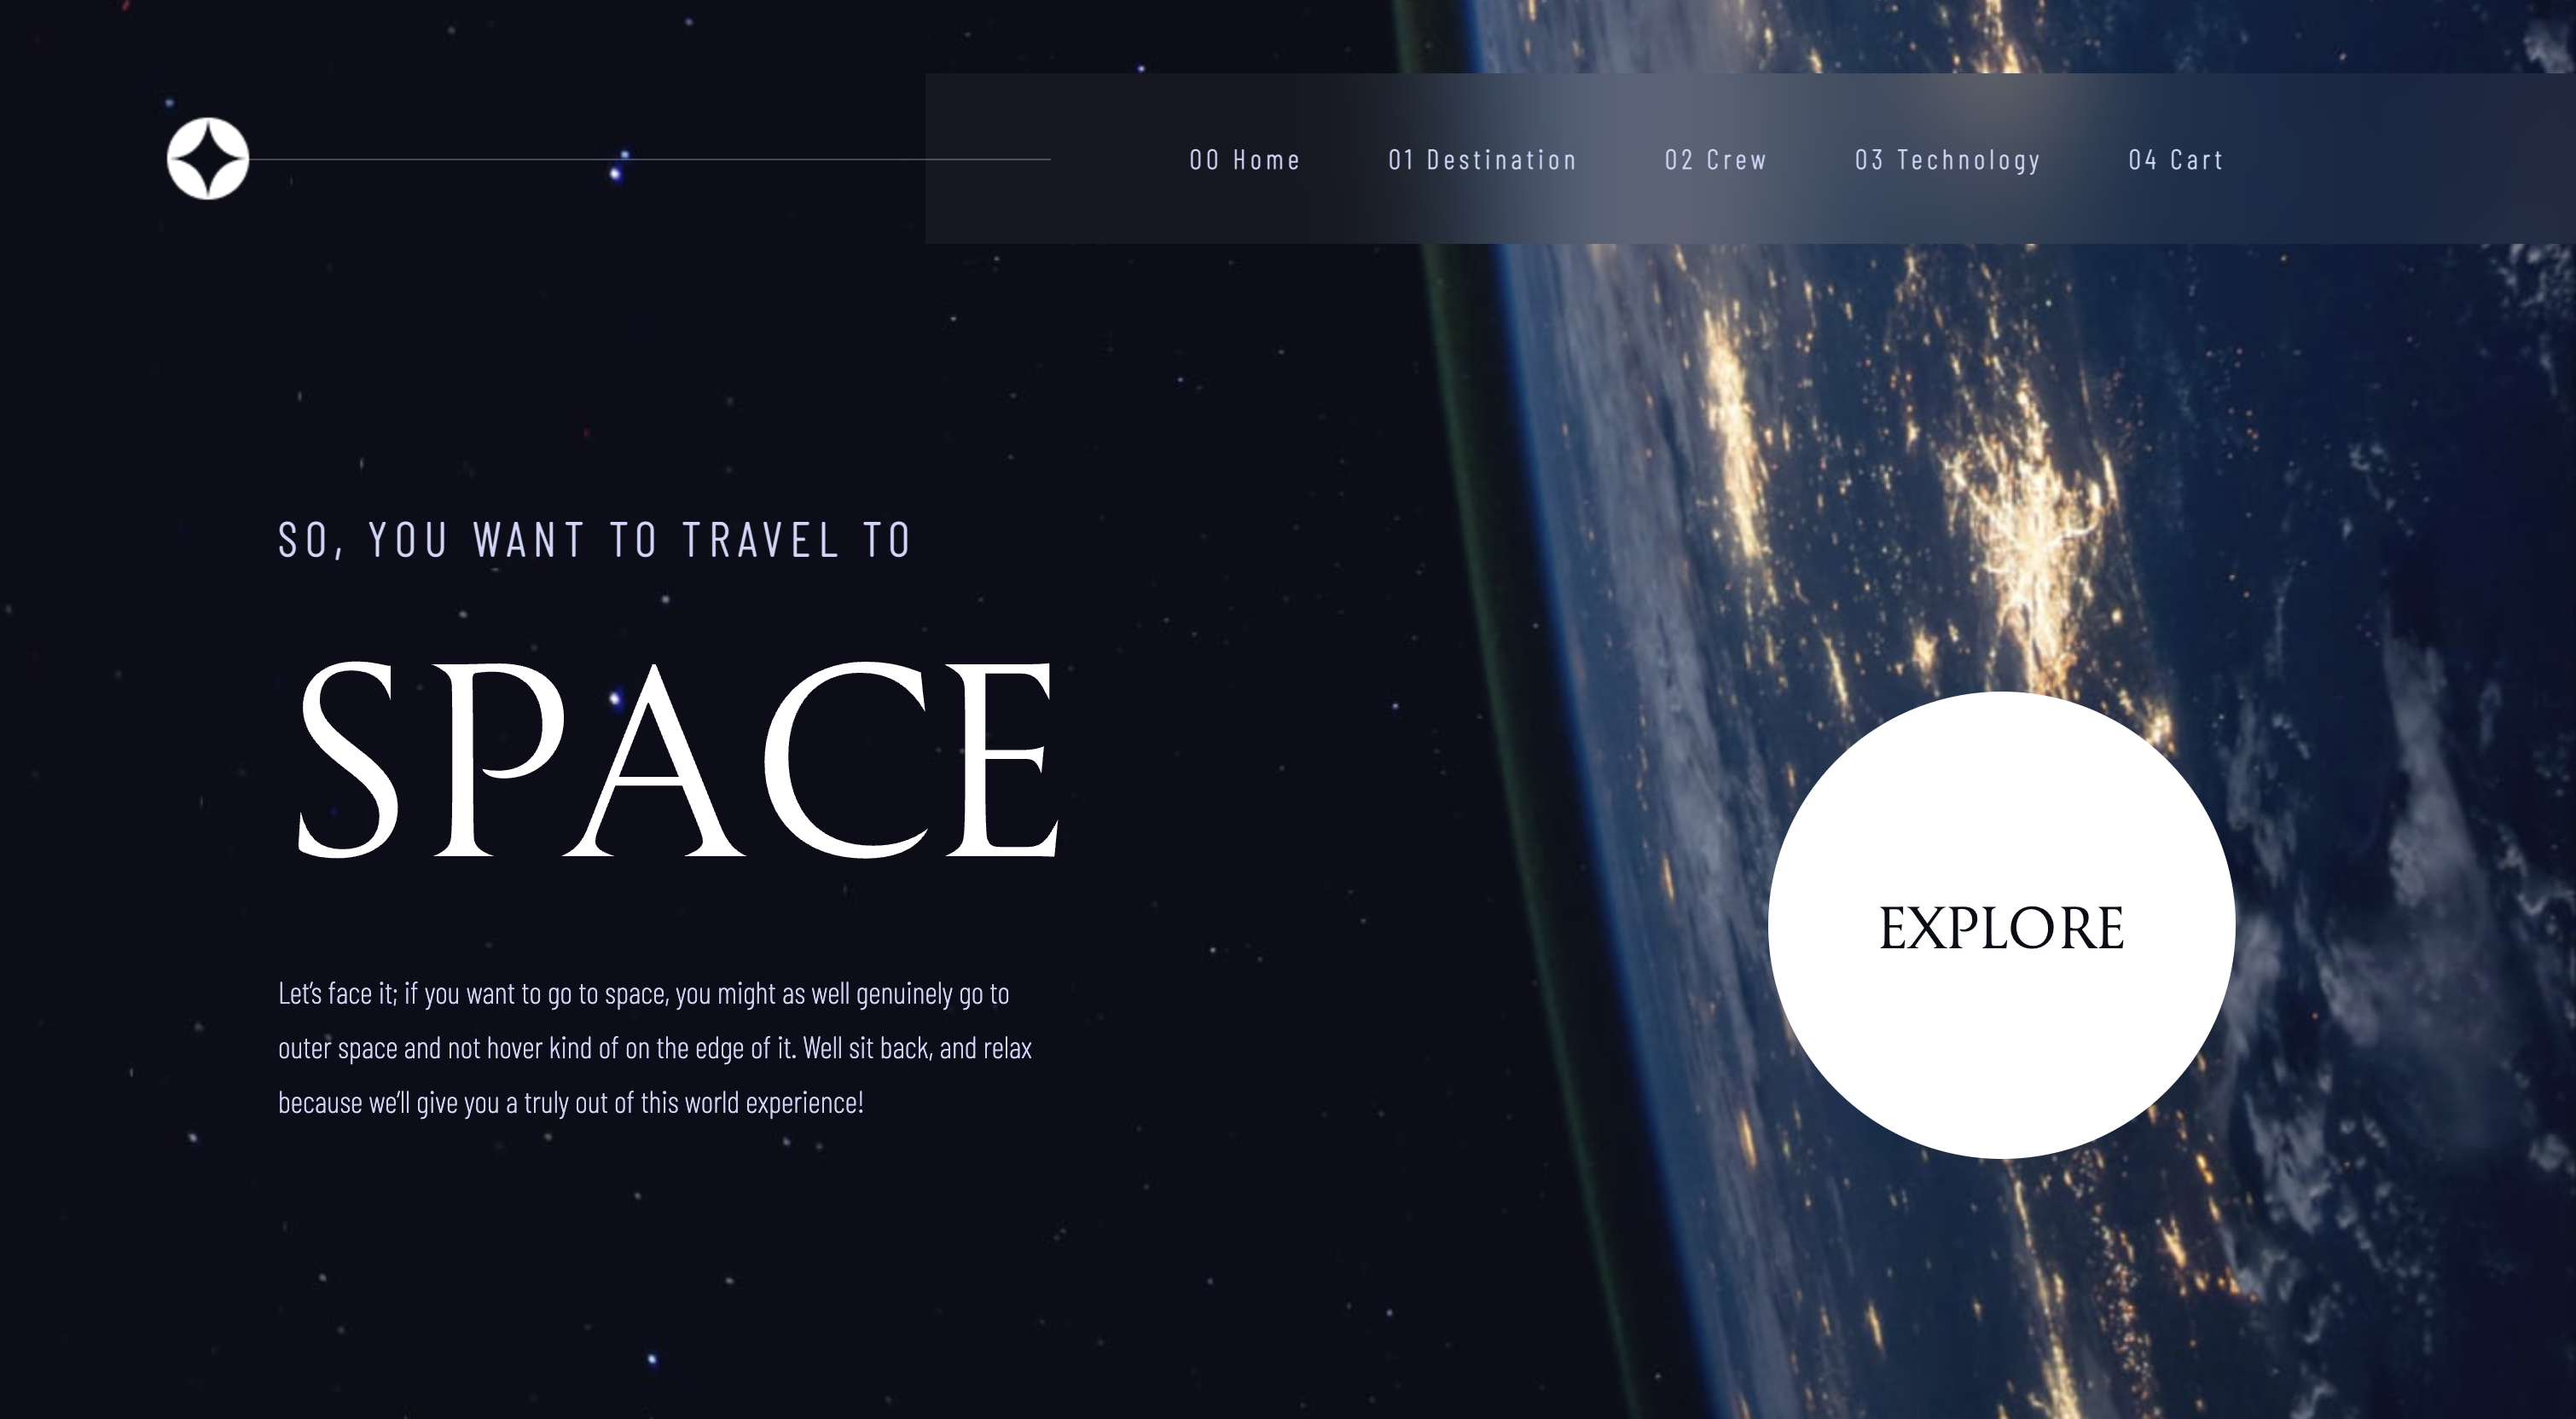 00 Home 01 Destination 02 Crew 03 Technology 04 Cart
SO, YOU WANT TO TRAVEL TO
SPACE
Let’s face it; if you want to go to space, you might as well genuinely go to
outer space and not hover kind of on the edge of it. Well sit back, and relax
because we’ll give you a truly out of this world experience!
EXPLORE